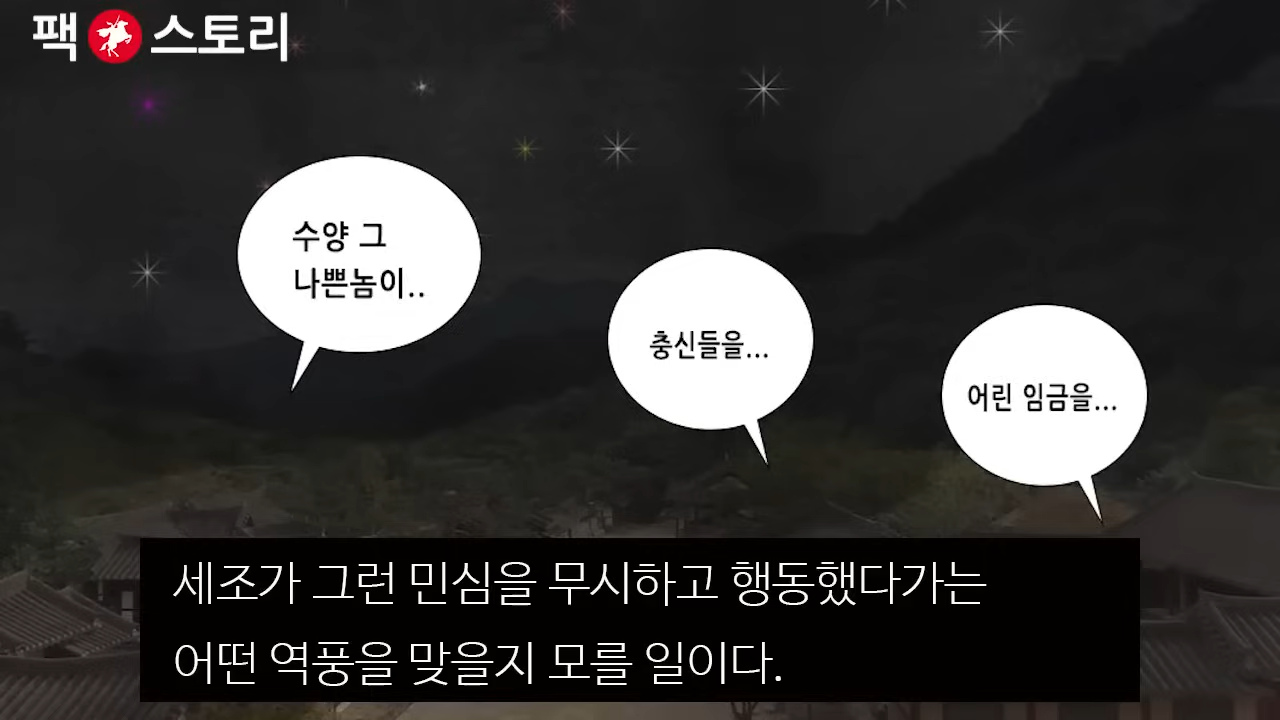 팩 스토리
수양 그
나쁜놈이..
충신들을...
어린 임금을...
세조가 그런 민심을 무시하고 행동했다가는
어떤 역풍을 맞을지 모를 일이다.